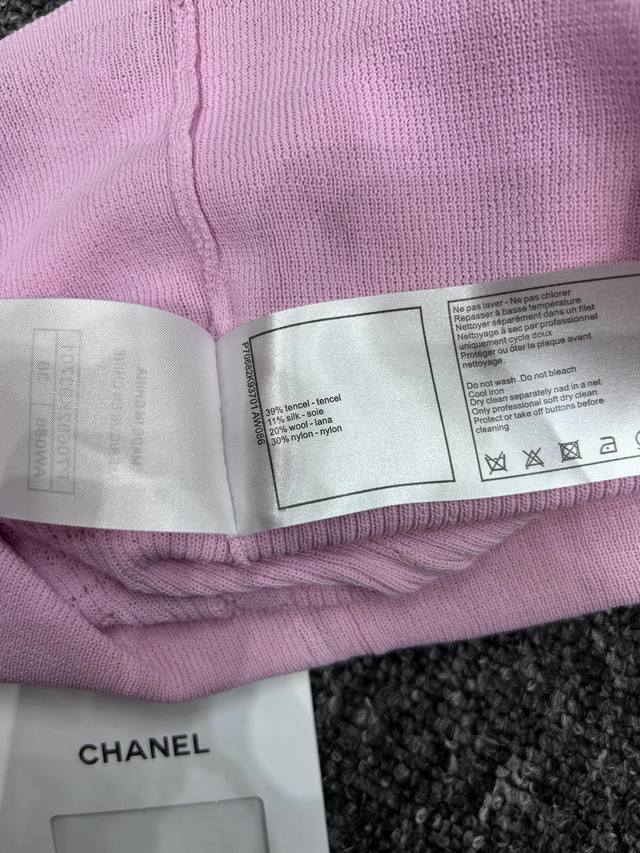 P70682K93701AW086
39% tencel - tencel
11% silk - soie
20% wool - lana
30% nylon - nylon
Ne pas laver - Ne pas chlorer
Repasser à basse température
Nettoyer séparément dans un filet
Nettoyage à sec par professionnel
uniquement cycle doux
Protéger ou ôter la plaque avant
nettoyage.
Do not wash .Do not bleach
Cool iron
Dry clean separately nad in a net
Only professional soft dry clean
Protect or take off buttons before
cleaning
CHANEL